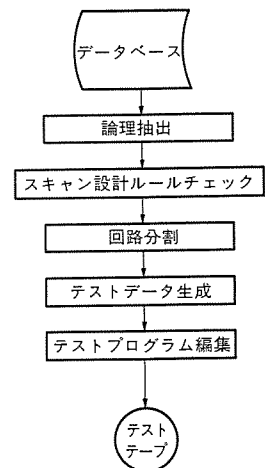 データベース
論理抽出
スキャン設計ルールチェック
回路分割
テストデータ生成
テストプログラム編集
テスト
テープ